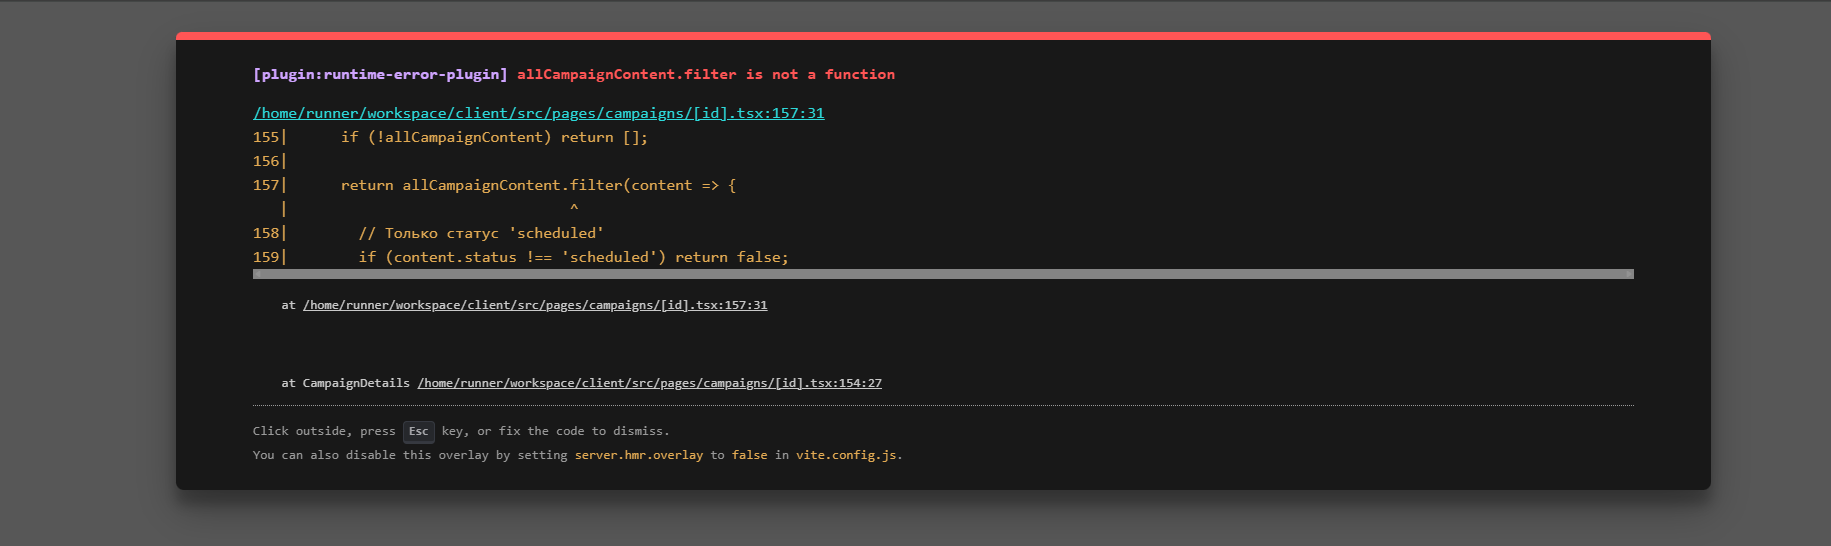 [plugin:runtime-error-plugin] allCampaignContent.filter is not a function
/home/runner/workspace/client/src/pages/campaigns/[id].tsx:157:31
155|      if (!allCampaignContent) return [];
156|
157|      return allCampaignContent.filter(content => {
   |                                ^
158|        // Только статус 'scheduled'
159|        if (content.status !== 'scheduled') return false;
at /home/runner/workspace/client/src/pages/campaigns/[id].tsx:157:31
at CampaignDetails /home/runner/workspace/client/src/pages/campaigns/[id].tsx:154:27
Click outside, press Esc key, or fix the code to dismiss.
You can also disable this overlay by setting server.hmr.overlay to false in vite.config.js.